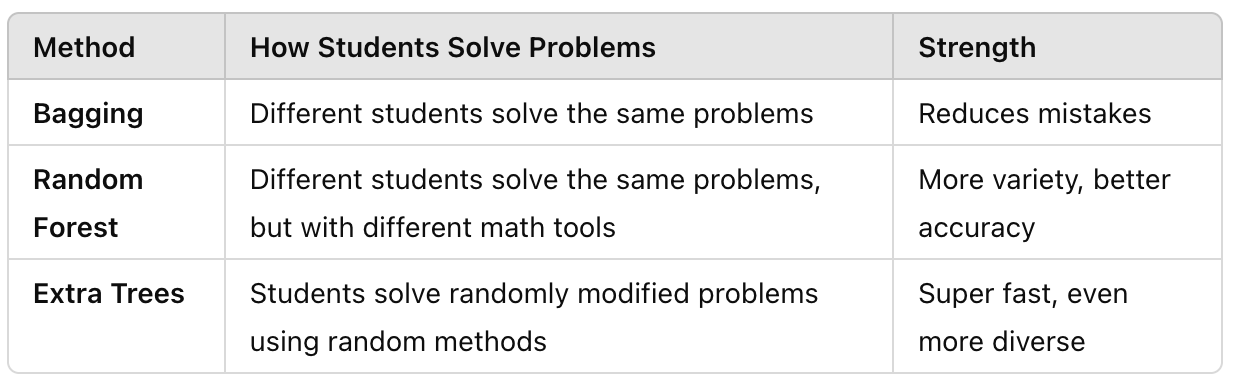 Method How Students Solve Problems Strength
Bagging Different students solve the same problems Reduces mistakes
Random Different students solve the same problems, More variety, better
Forest but with different math tools accuracy
Extra Trees Students solve randomly modified problems Super fast, even
using random methods more diverse